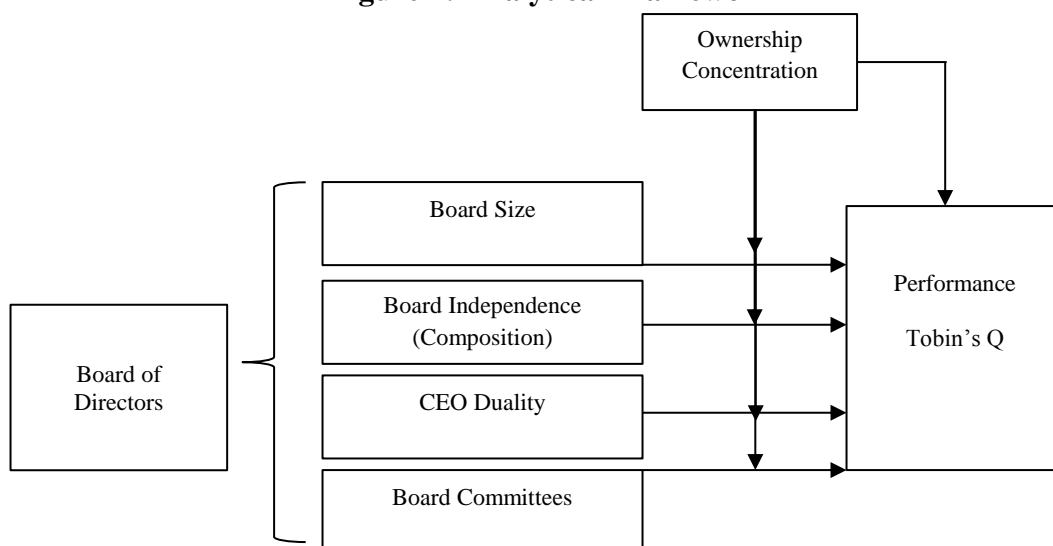 Ownership
Concentration
Board Size
Performance
Board Independence
(Composition)
Tobin's Q
Board of
Directors
CEO Duality
Board Committees